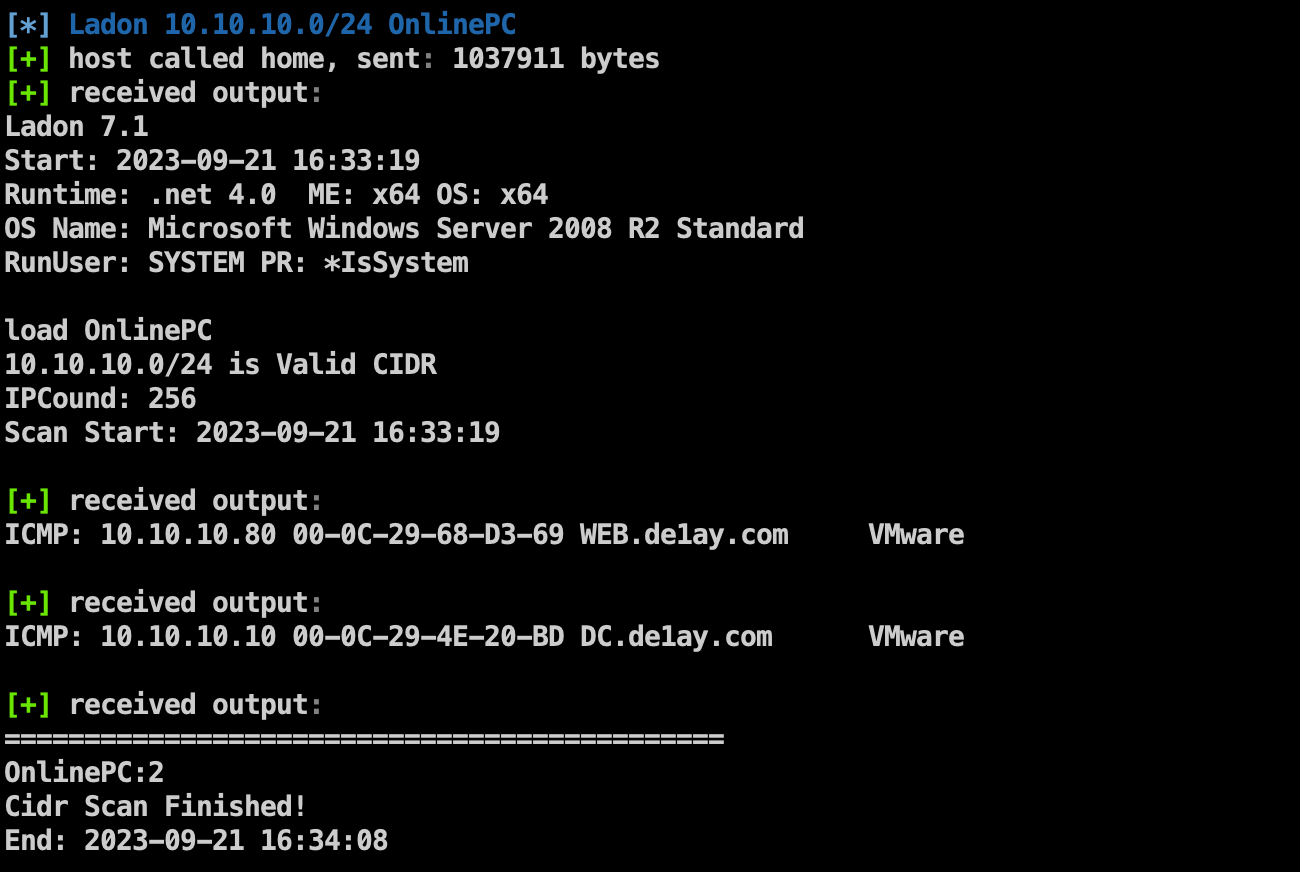 [*] Ladon 10.10.10.0/24 OnlinePC
[+] host called home, sent: 1037911 bytes
[+] received output:
Ladon 7.1
Start: 2023-09-21 16:33:19
Runtime: .net 4.0  ME: x64 OS: x64
OS Name: Microsoft Windows Server 2008 R2 Standard
RunUser: SYSTEM PR: *IsSystem
load OnlinePC
10.10.10.0/24 is Valid CIDR
IPCound: 256
Scan Start: 2023-09-21 16:33:19
[+] received output:
ICMP: 10.10.10.80 00-0C-29-68-D3-69 WEB.de1ay.com     VMware
[+] received output:
ICMP: 10.10.10.10 00-0C-29-4E-20-BD DC.de1ay.com      VMware
[+] received output:
=============================================
OnlinePC:2
Cidr Scan Finished!
End: 2023-09-21 16:34:08